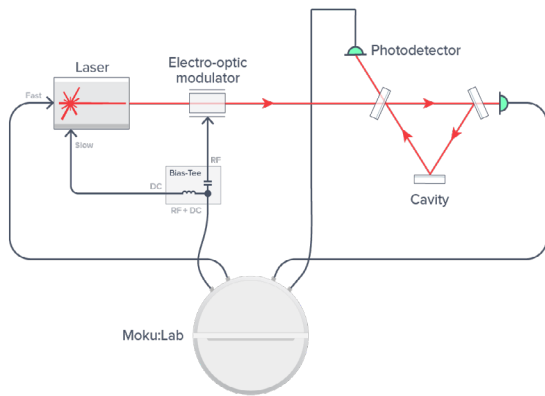 Photodetector
Electro-optic
modulator
Laser
Fast
Slow
RF
Bias-Tee
DC
RF + DC
Cavity
Moku:Lab